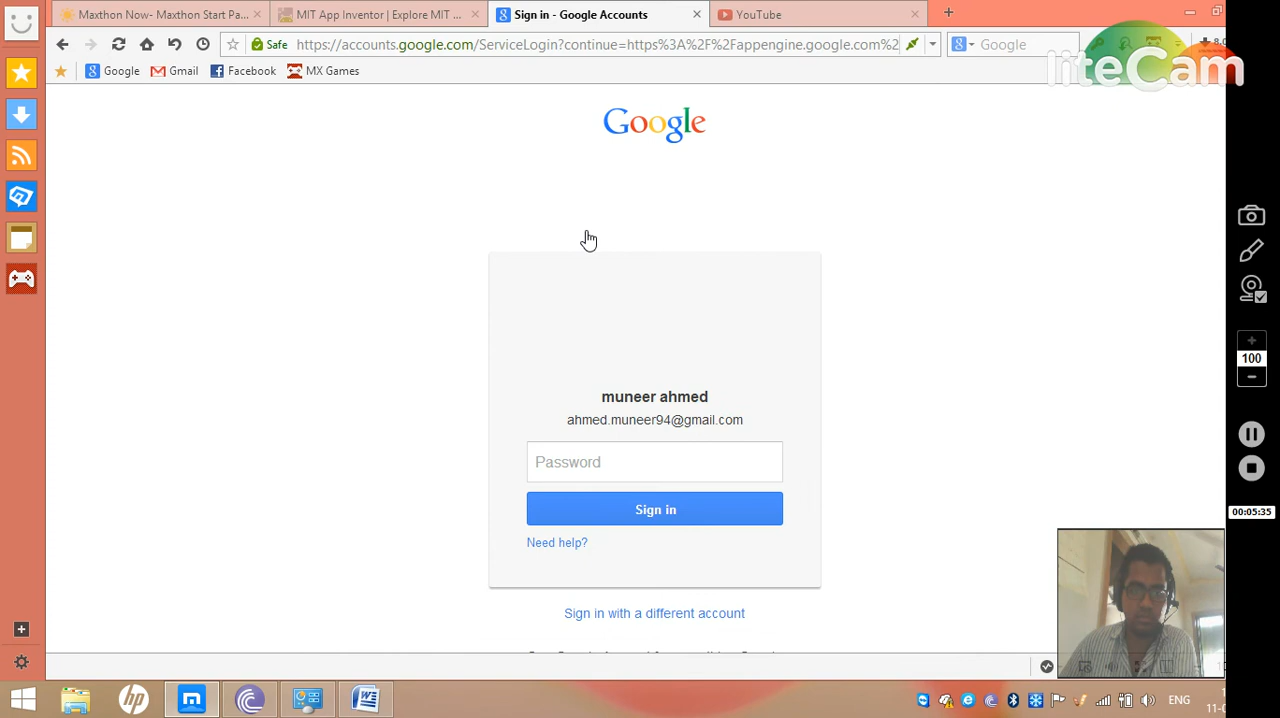 Maxthon Now- Maxthon Start Pa...
MIT App Inventor | Explore MIT ...
Sign in - Google Accounts
YouTube
Safe
https://accounts.google.com/ServiceLogin?continue=https%3A%2F%2Fappengine.google.com%2
Google
liteCam
Google
Gmail
Facebook
MX Games
Google
100
muneer ahmed
ahmed.muneer94@gmail.com
Password
Sign in
00:05:35
Need help?
Sign in with a different account
hp
ENG